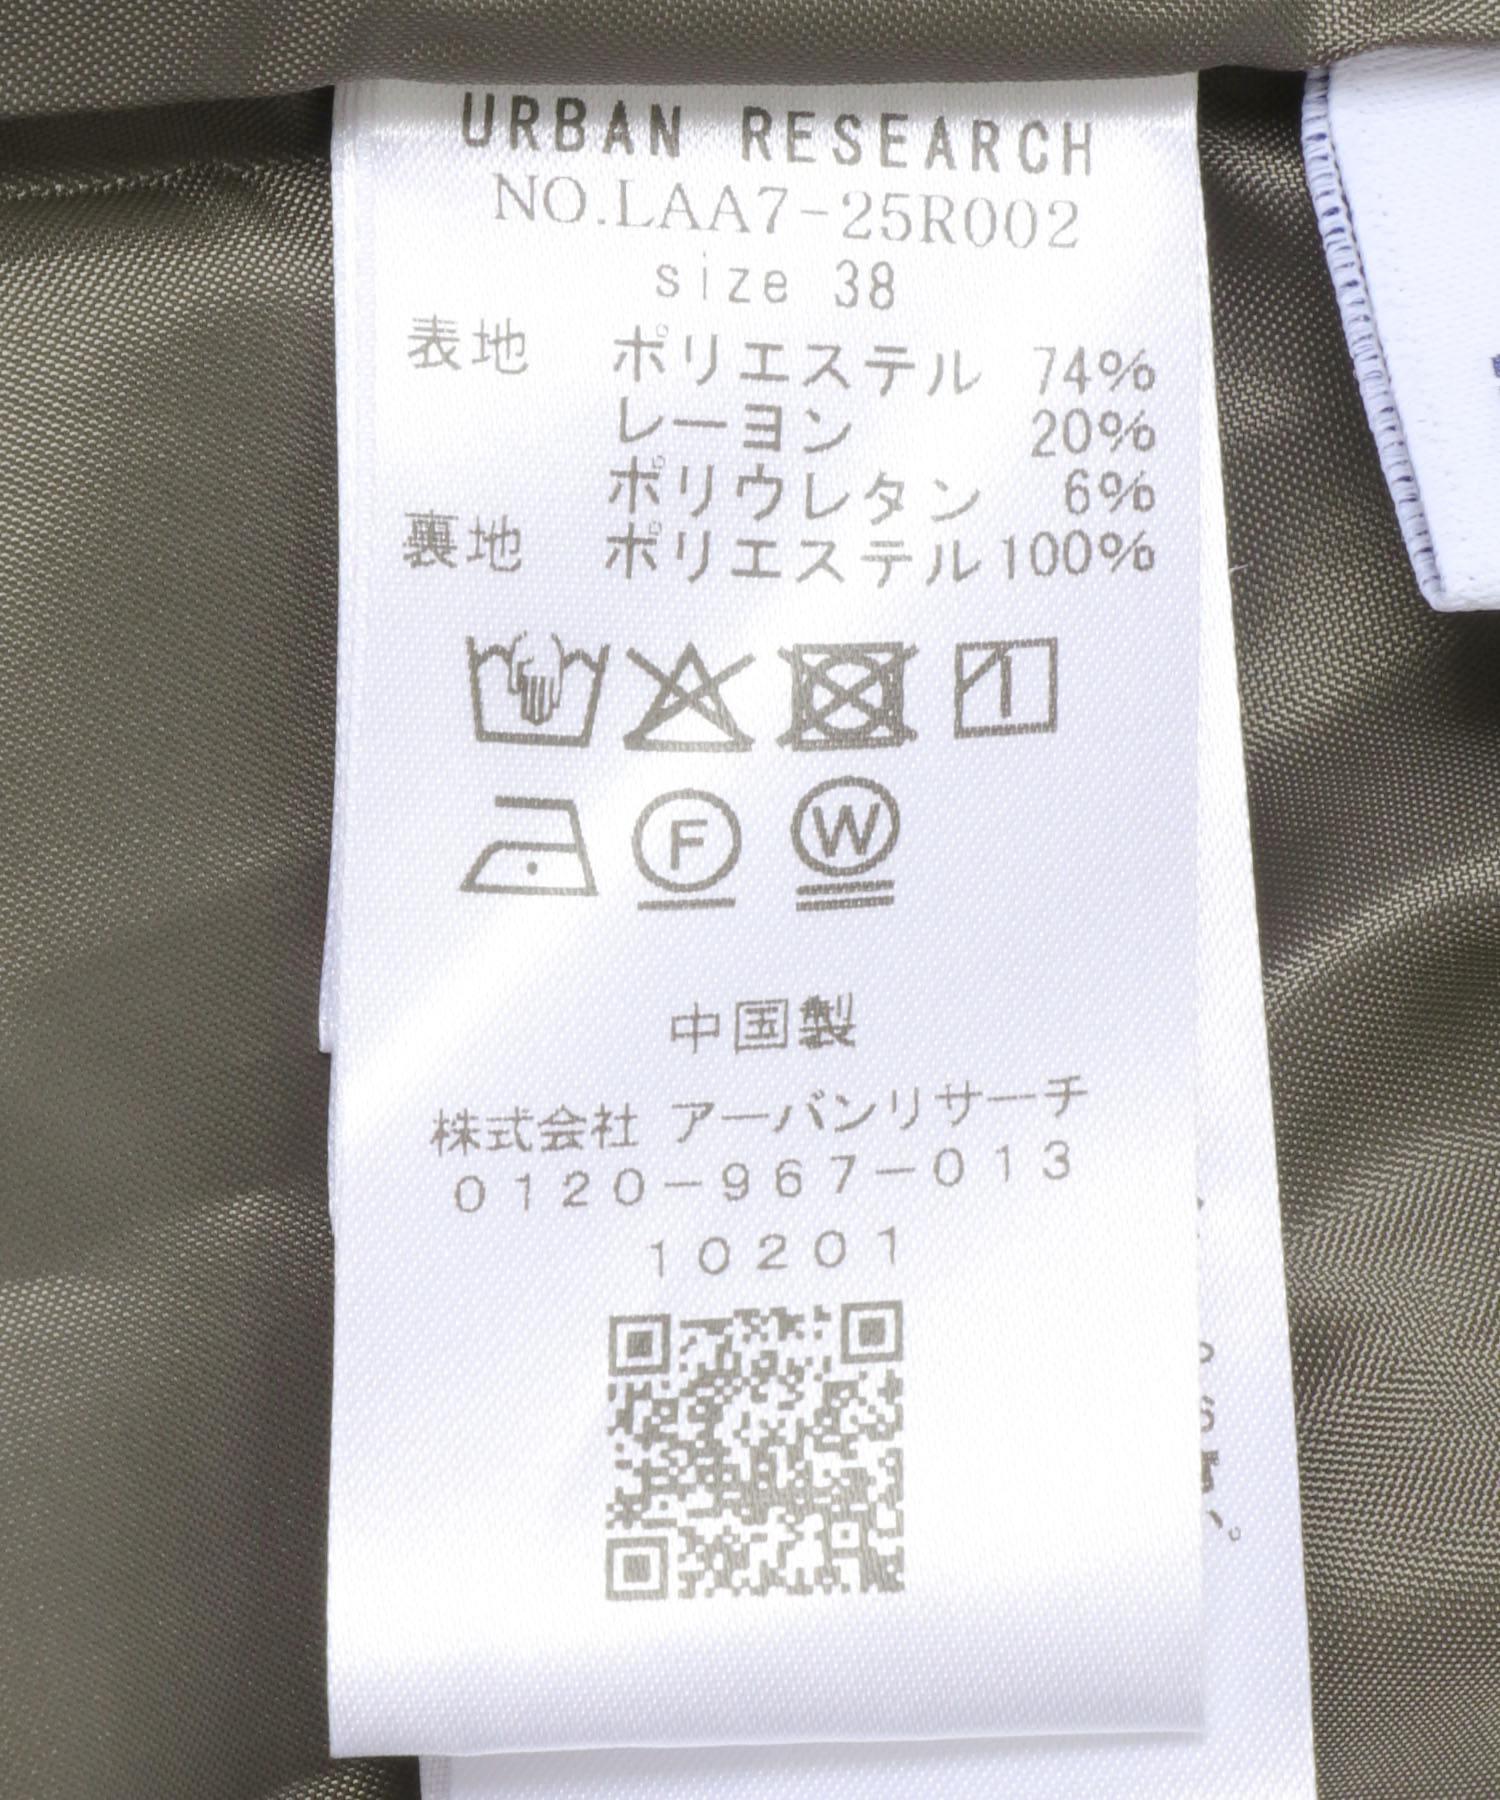 URBAN RESEARCH
NO.LAA7-25R002
size 38
表地 ポリエステル 74%
レーヨン 20%
ポリウレタン 6%
裏地 ポリエステル 100%
F W
中国製
株式会社 アーバンリサーチ
0120-967-013
10201